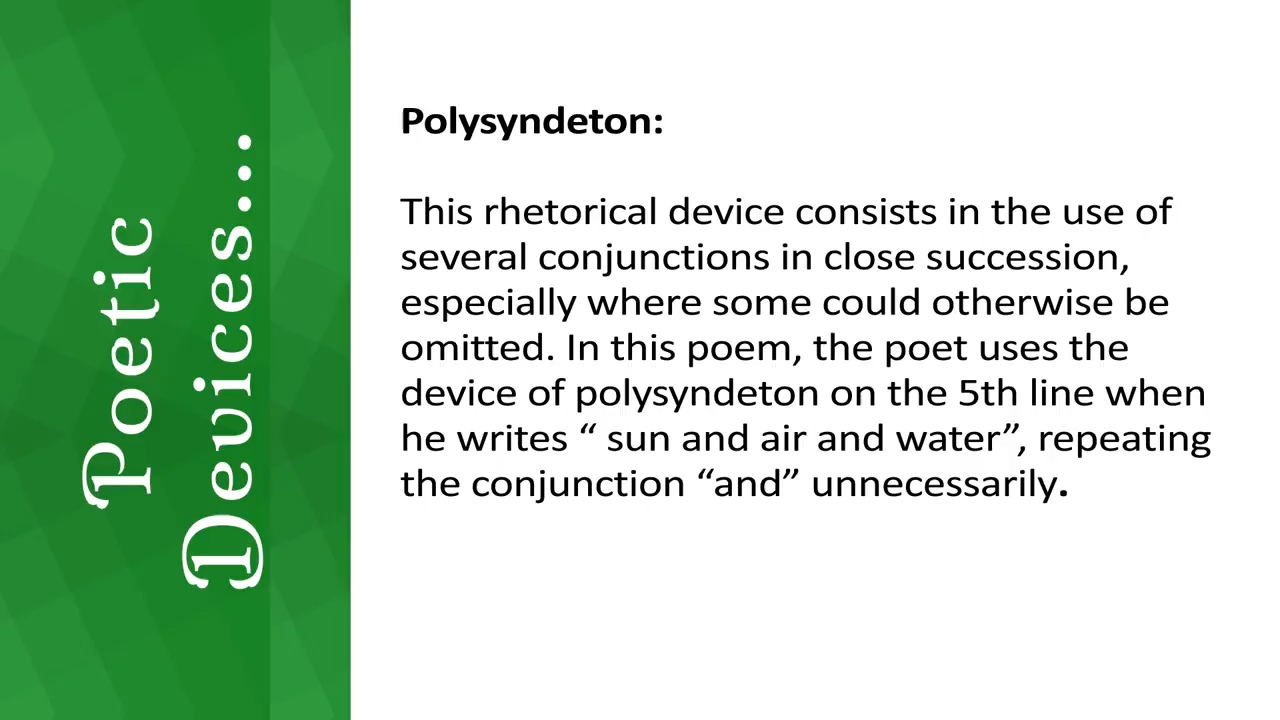 Poetic
Devices...
Polysyndeton:
This rhetorical device consists in the use of
several conjunctions in close succession,
especially where some could otherwise be
omitted. In this poem, the poet uses the
device of polysyndeton on the 5th line when
he writes “ sun and air and water”, repeating
the conjunction “and” unnecessarily.